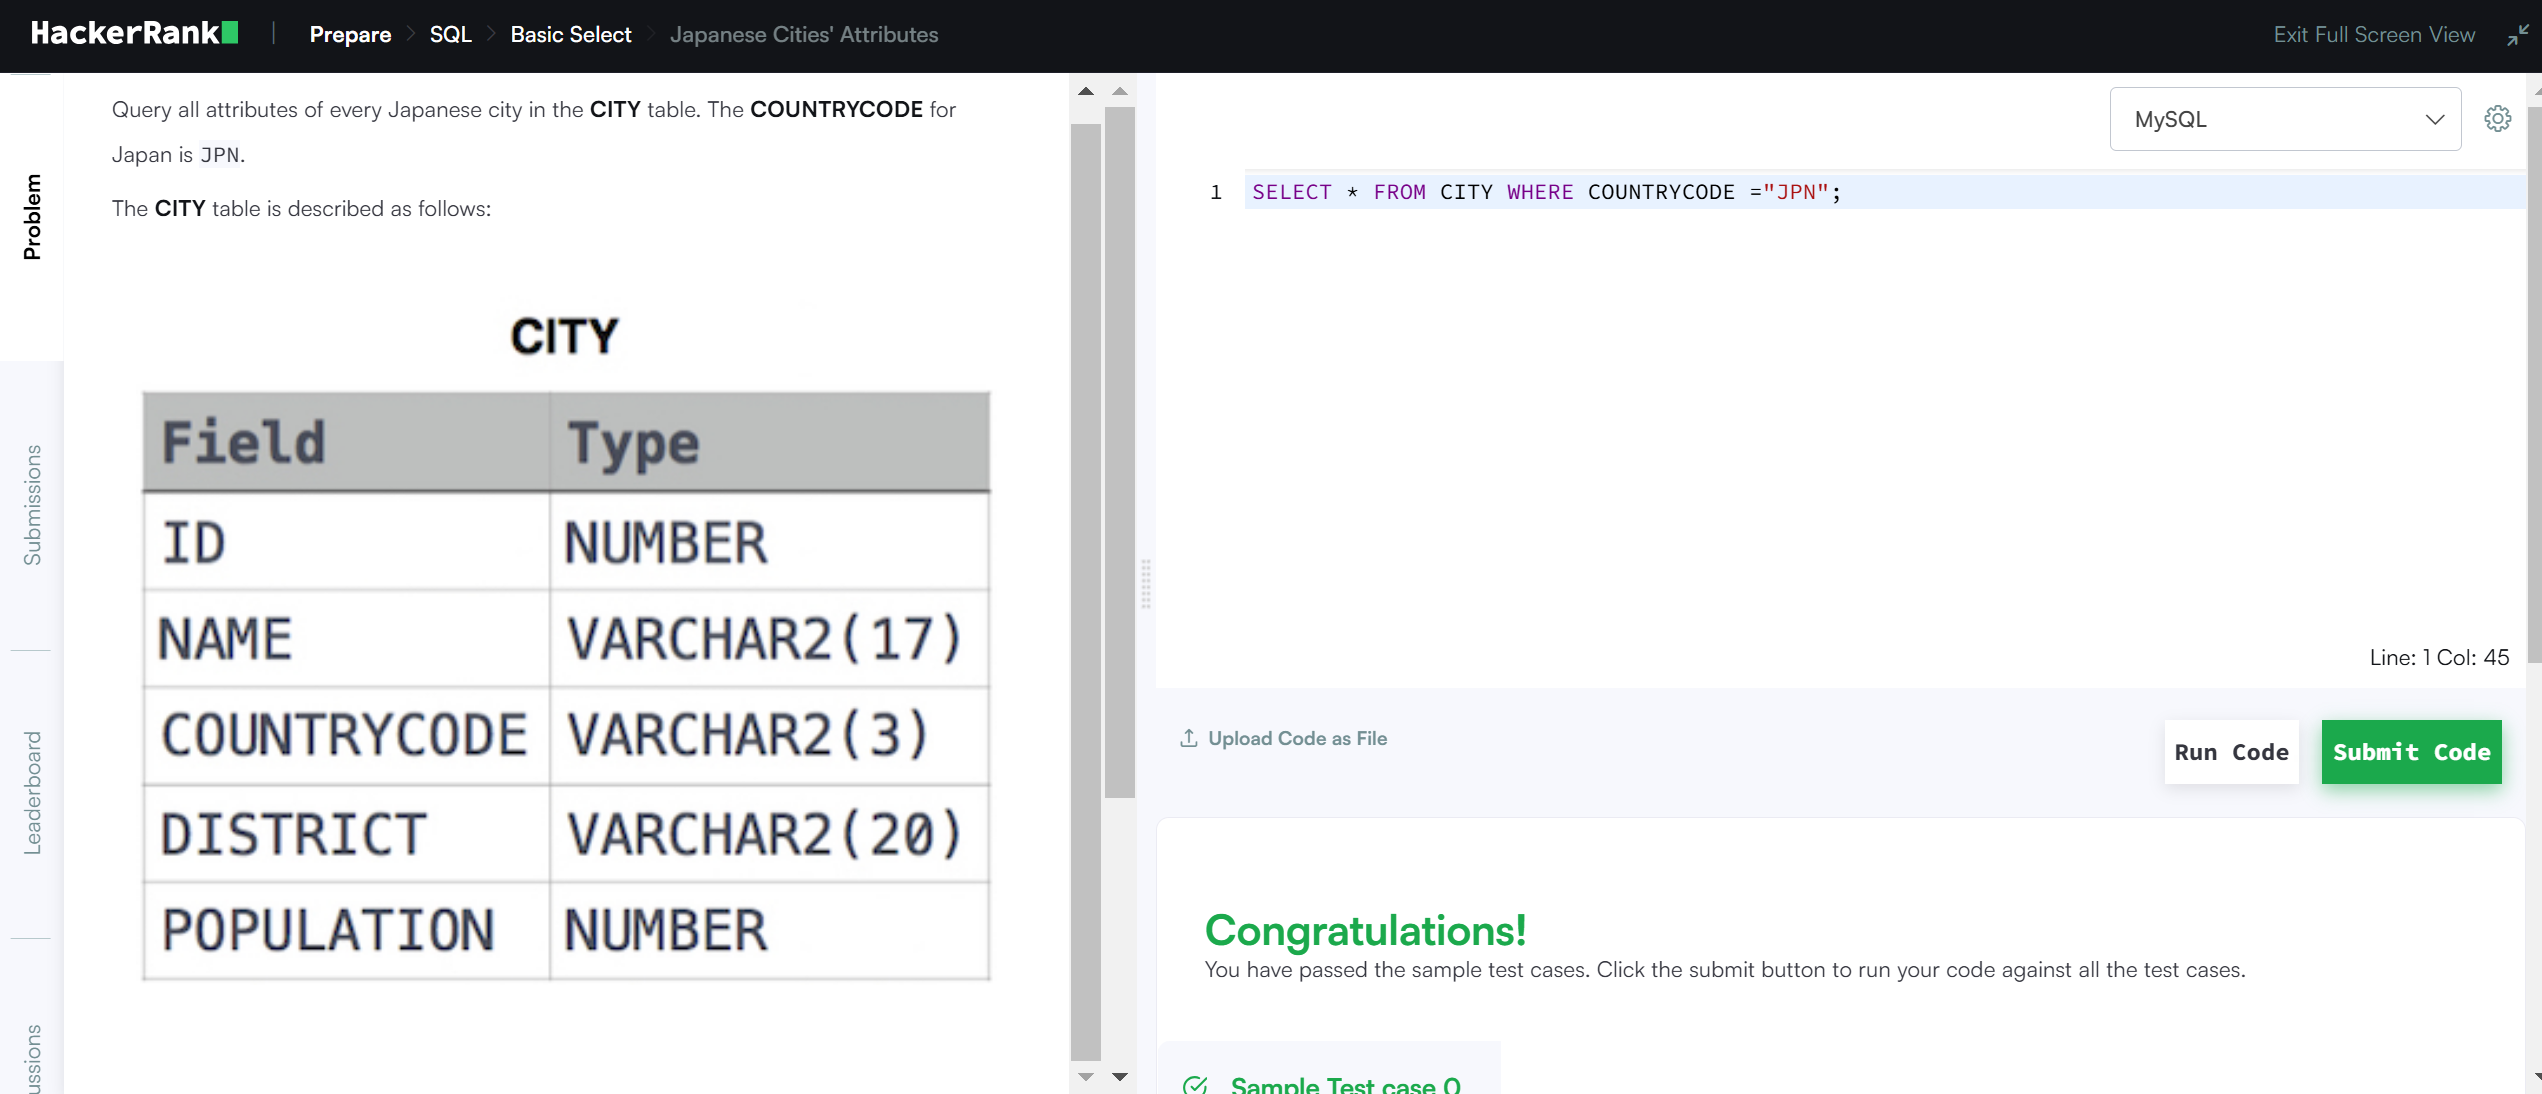 HackerRank | Prepare > SQL > Basic Select > Japanese Cities' Attributes
Exit Full Screen View
Problem
Submissions
Leaderboard
ussions
Query all attributes of every Japanese city in the CITY table. The COUNTRYCODE for
Japan is JPN.
The CITY table is described as follows:
CITY
Field Type
ID NUMBER
NAME VARCHAR2(17)
COUNTRYCODE VARCHAR2(3)
DISTRICT VARCHAR2(20)
POPULATION NUMBER
MySQL
1 SELECT * FROM CITY WHERE COUNTRYCODE ="JPN";
Line: 1 Col: 45
Upload Code as File
Run Code
Submit Code
Congratulations!
You have passed the sample test cases. Click the submit button to run your code against all the test cases.
Sample Test case 0